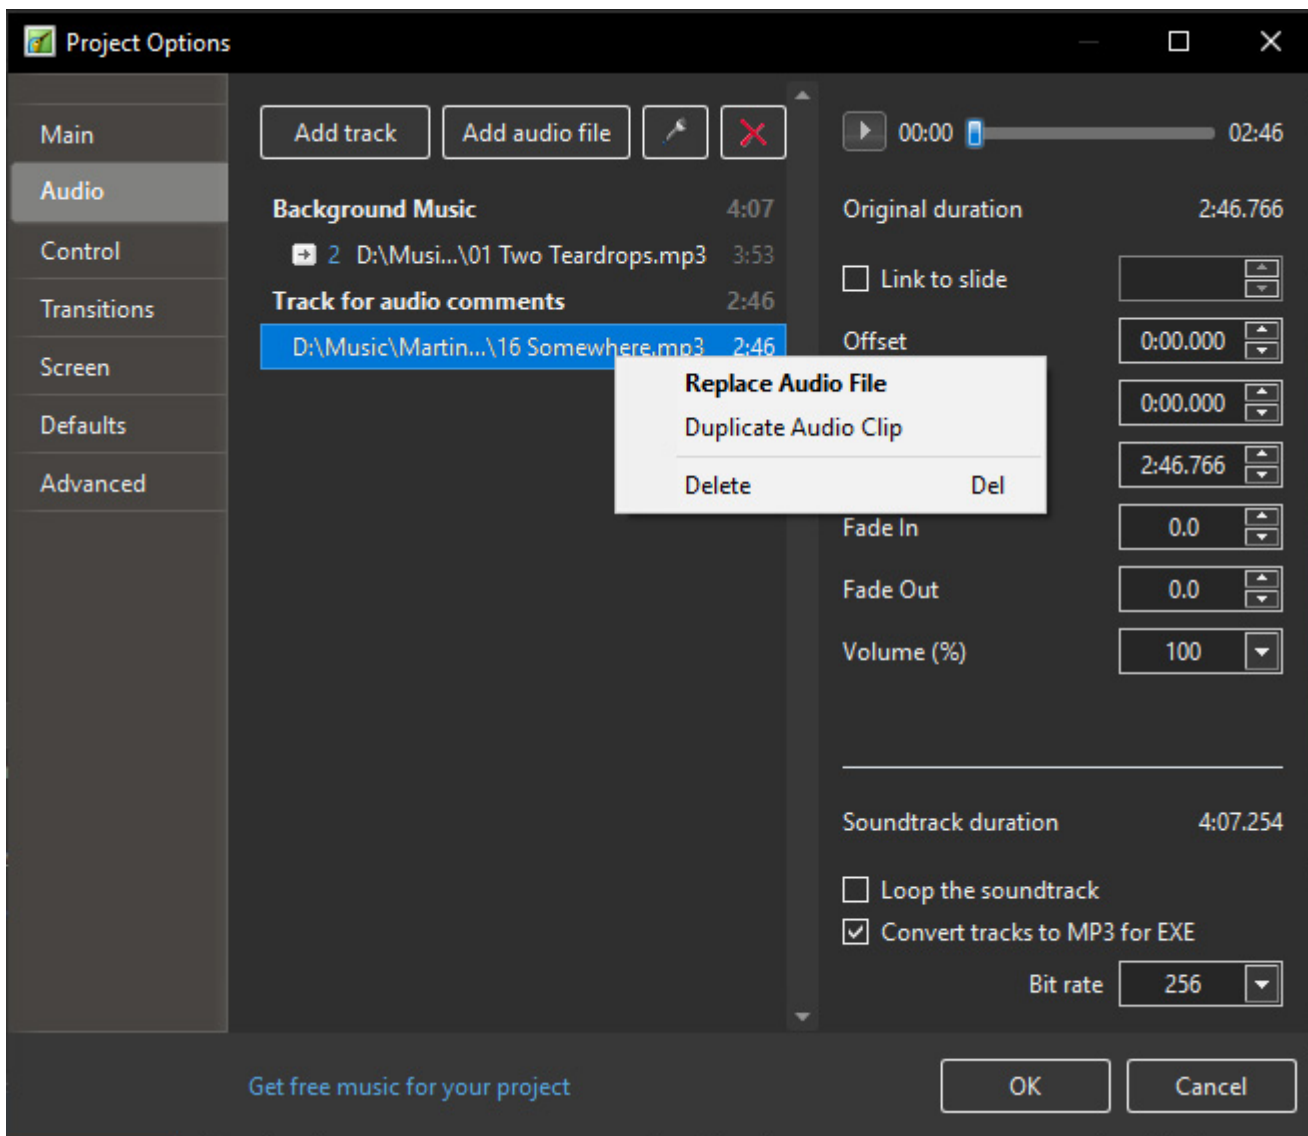 Project Options
Main
Audio
Control
Transitions
Screen
Defaults
Advanced
Add track
Add audio file
Background Music 4:07
2 D:\Musi...\01 Two Teardrops.mp3 3:53
Track for audio comments 2:46
D:\Music\Martin...\16 Somewhere.mp3 2:46
Replace Audio File
Duplicate Audio Clip
Delete Del
00:00 02:46
Original duration 2:46.766
Link to slide
Offset 0:00.000
0:00.000
2:46.766
Fade In 0.0
Fade Out 0.0
Volume (%) 100
Soundtrack duration 4:07.254
Loop the soundtrack
Convert tracks to MP3 for EXE
Bit rate 256
Get free music for your project
OK
Cancel